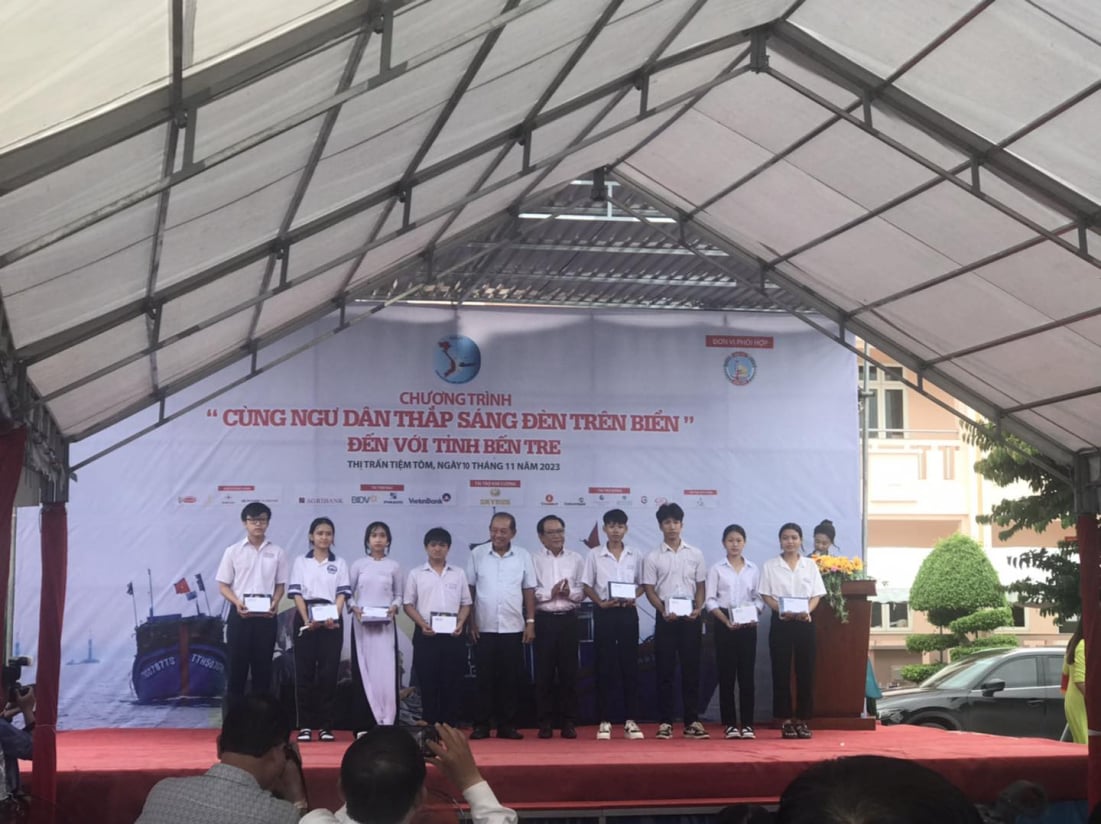 ĐƠN VỊ PHỐI HỢP
CHƯƠNG TRÌNH
“ CÙNG NGƯ DÂN THẮP SÁNG ĐÈN TRÊN BIỂN ”
ĐẾN VỚI TỈNH BẾN TRE
THỊ TRẤN TIỆM TÔM, NGÀY 10 THÁNG 11 NĂM 2023
AGRIBANK
BIDV
VietinBank